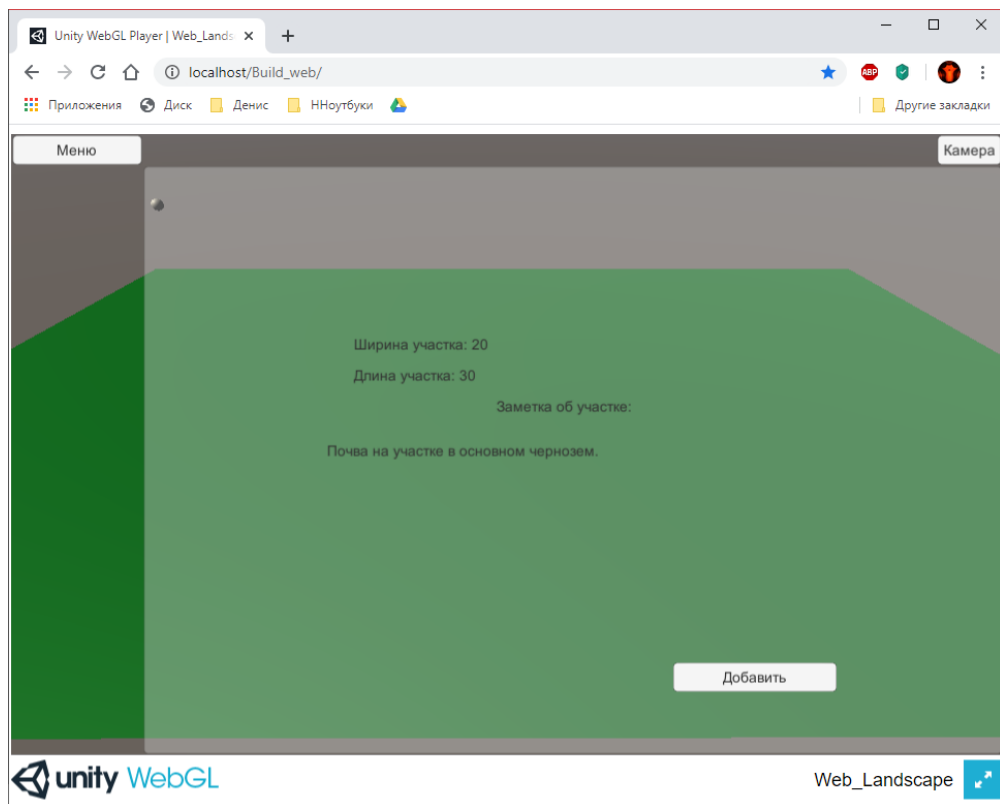 Unity WebGL Player | Web_Lands
localhost/Build_web/
ABP
Приложения Диск Денис ННоутбуки Другие закладки
Меню Камера
Ширина участка: 20
Длина участка: 30
Заметка об участке:
Почва на участке в основном чернозем.
Добавить
unity WebGL Web_Landscape